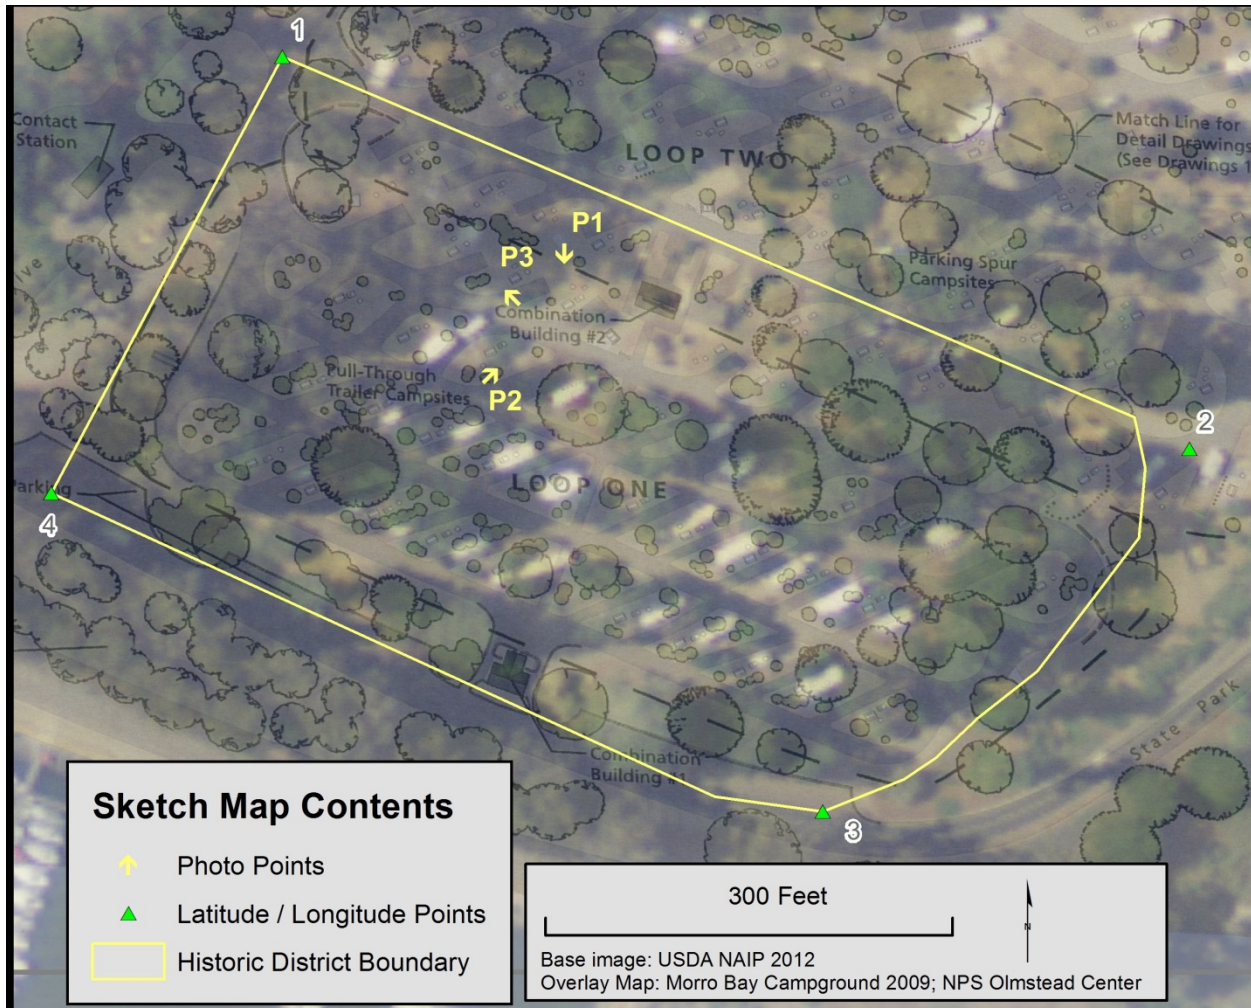 1
Contact
Station
LOOP TWO
Match Line for
Detail Drawings
(See Drawings 1
P1
P3
Parking Spur
Campsites
Combination
Building #2
Pull-Through
Trailer Campsites
P2
2
LOOP ONE
Parking
4
State Park
Combination
Building #1
3
Sketch Map Contents
Photo Points
Latitude / Longitude Points
Historic District Boundary
300 Feet
N
Base image: USDA NAIP 2012
Overlay Map: Morro Bay Campground 2009; NPS Olmstead Center